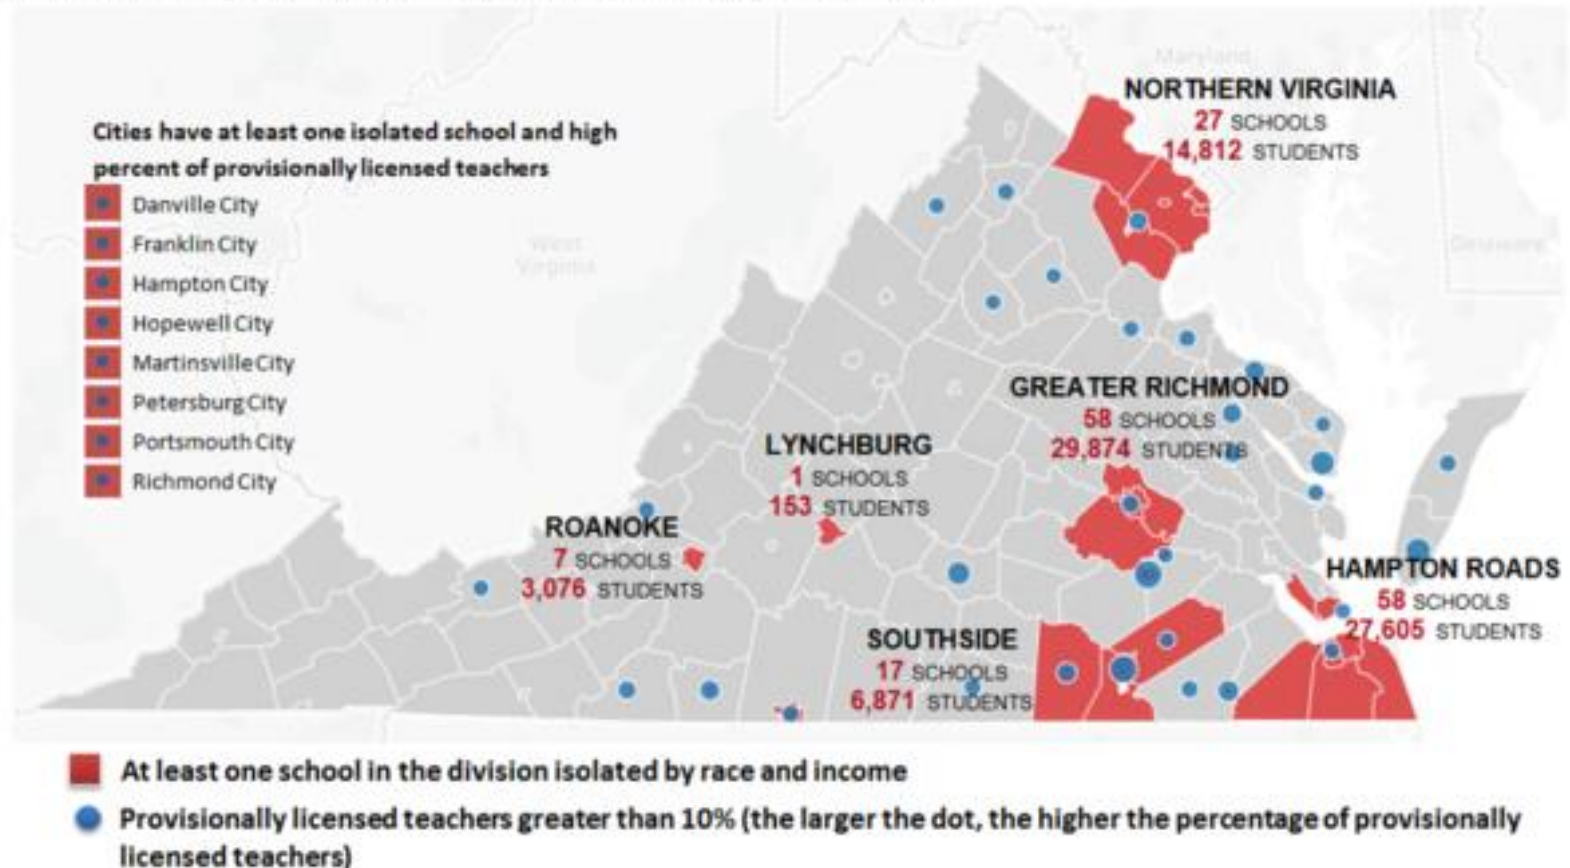 Maryland
NORTHERN VIRGINIA
27 SCHOOLS
14,812 STUDENTS
Cities have at least one isolated school and high
percent of provisionally licensed teachers
Danville City
Franklin City
Hampton City
Hopewell City
Martinsville City
Petersburg City
Portsmouth City
Richmond City
West
Virginia
Delaware
GREATER RICHMOND
58 SCHOOLS
29,874 STUDENTS
LYNCHBURG
1 SCHOOLS
153 STUDENTS
ROANOKE
7 SCHOOLS
3,076 STUDENTS
HAMPTON ROADS
58 SCHOOLS
27,605 STUDENTS
SOUTHSIDE
17 SCHOOLS
6,871 STUDENTS
At least one school in the division isolated by race and income
Provisionally licensed teachers greater than 10% (the larger the dot, the higher the percentage of provisionally
licensed teachers)